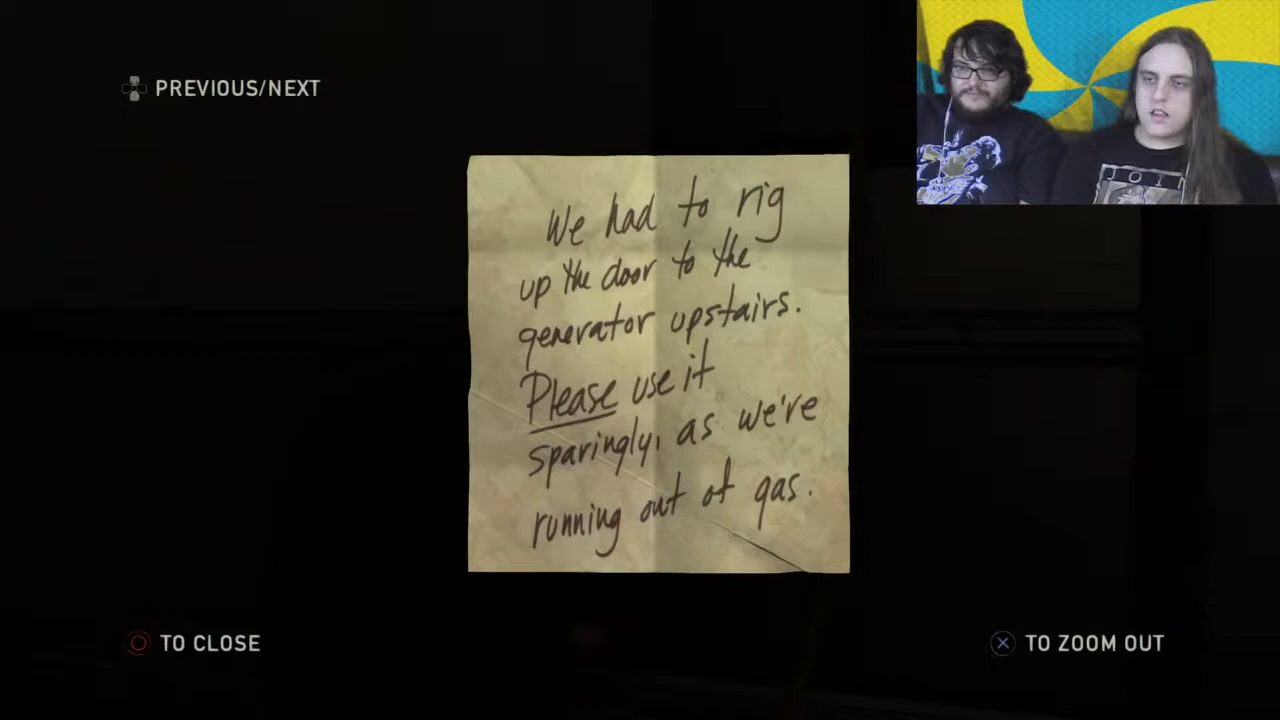 PREVIOUS/NEXT
We had to rig
up the door to the
generator upstairs.
Please use it
sparingly, as we're
running out of gas.
TO CLOSE
TO ZOOM OUT